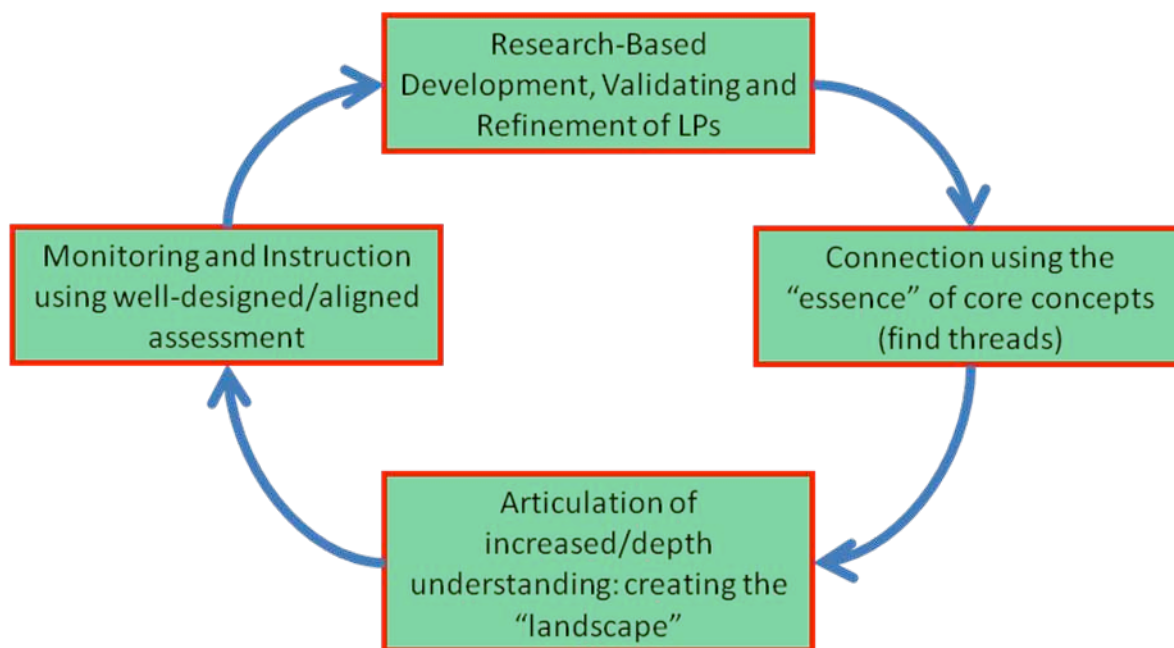 Research-Based
Development, Validating and
Refinement of LPs
Connection using the
“essence” of core concepts
(find threads)
Articulation of
increased/depth
understanding: creating the
“landscape”
Monitoring and Instruction
using well-designed/aligned
assessment